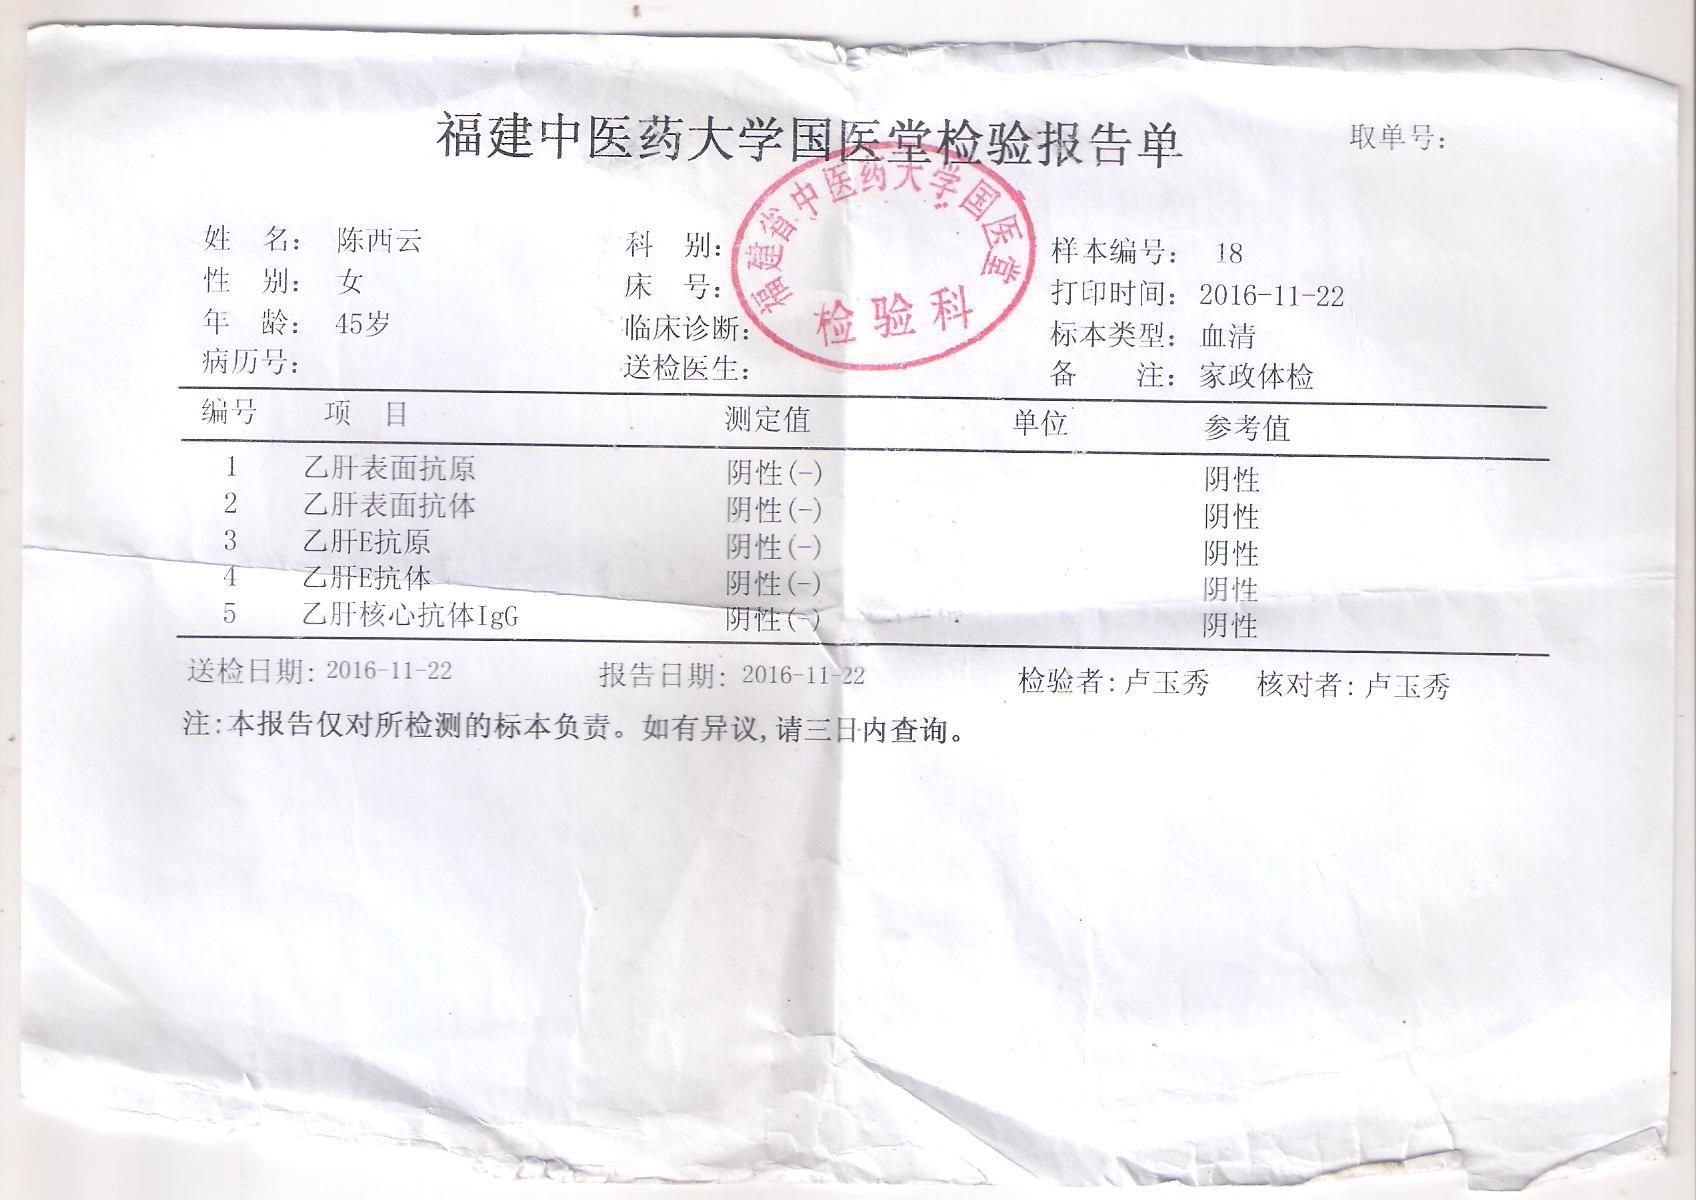 福建中医药大学国医堂检验报告单 取单号：
福建省中医药大学国医堂
检验科
姓 名： 陈西云 科 别： 样本编号： 18
性 别： 女 床 号： 打印时间： 2016-11-22
年 龄： 45岁 临床诊断： 标本类型： 血清
病历号： 送检医生： 备 注： 家政体检
编号 项 目 测定值 单位 参考值
1 乙肝表面抗原 阴性(-) 阴性
2 乙肝表面抗体 阴性(-) 阴性
3 乙肝E抗原 阴性(-) 阴性
4 乙肝E抗体 阴性(-) 阴性
5 乙肝核心抗体IgG 阴性(-) 阴性
送检日期：2016-11-22 报告日期：2016-11-22 检验者：卢玉秀 核对者：卢玉秀
注：本报告仅对所检测的标本负责。如有异议，请三日内查询。